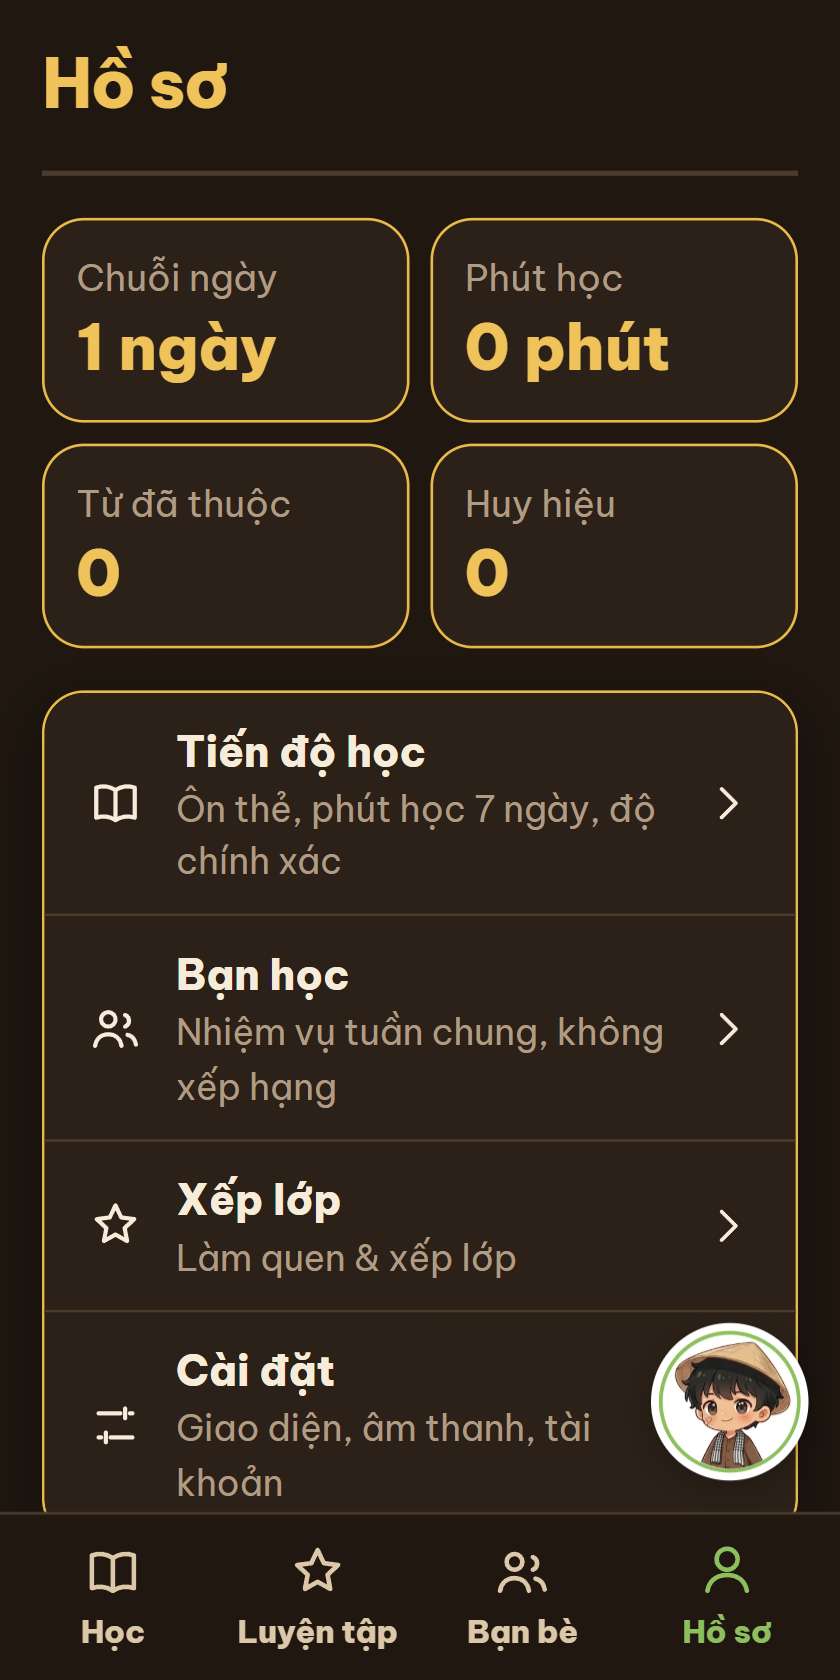 Hồ sơ
Chuỗi ngày
1 ngày
Phút học
0 phút
Từ đã thuộc
0
Huy hiệu
0
Tiến độ học
Ôn thẻ, phút học 7 ngày, độ
chính xác
Bạn học
Nhiệm vụ tuần chung, không
xếp hạng
Xếp lớp
Làm quen & xếp lớp
Cài đặt
Giao diện, âm thanh, tài
khoản
Học
Luyện tập
Bạn bè
Hồ sơ